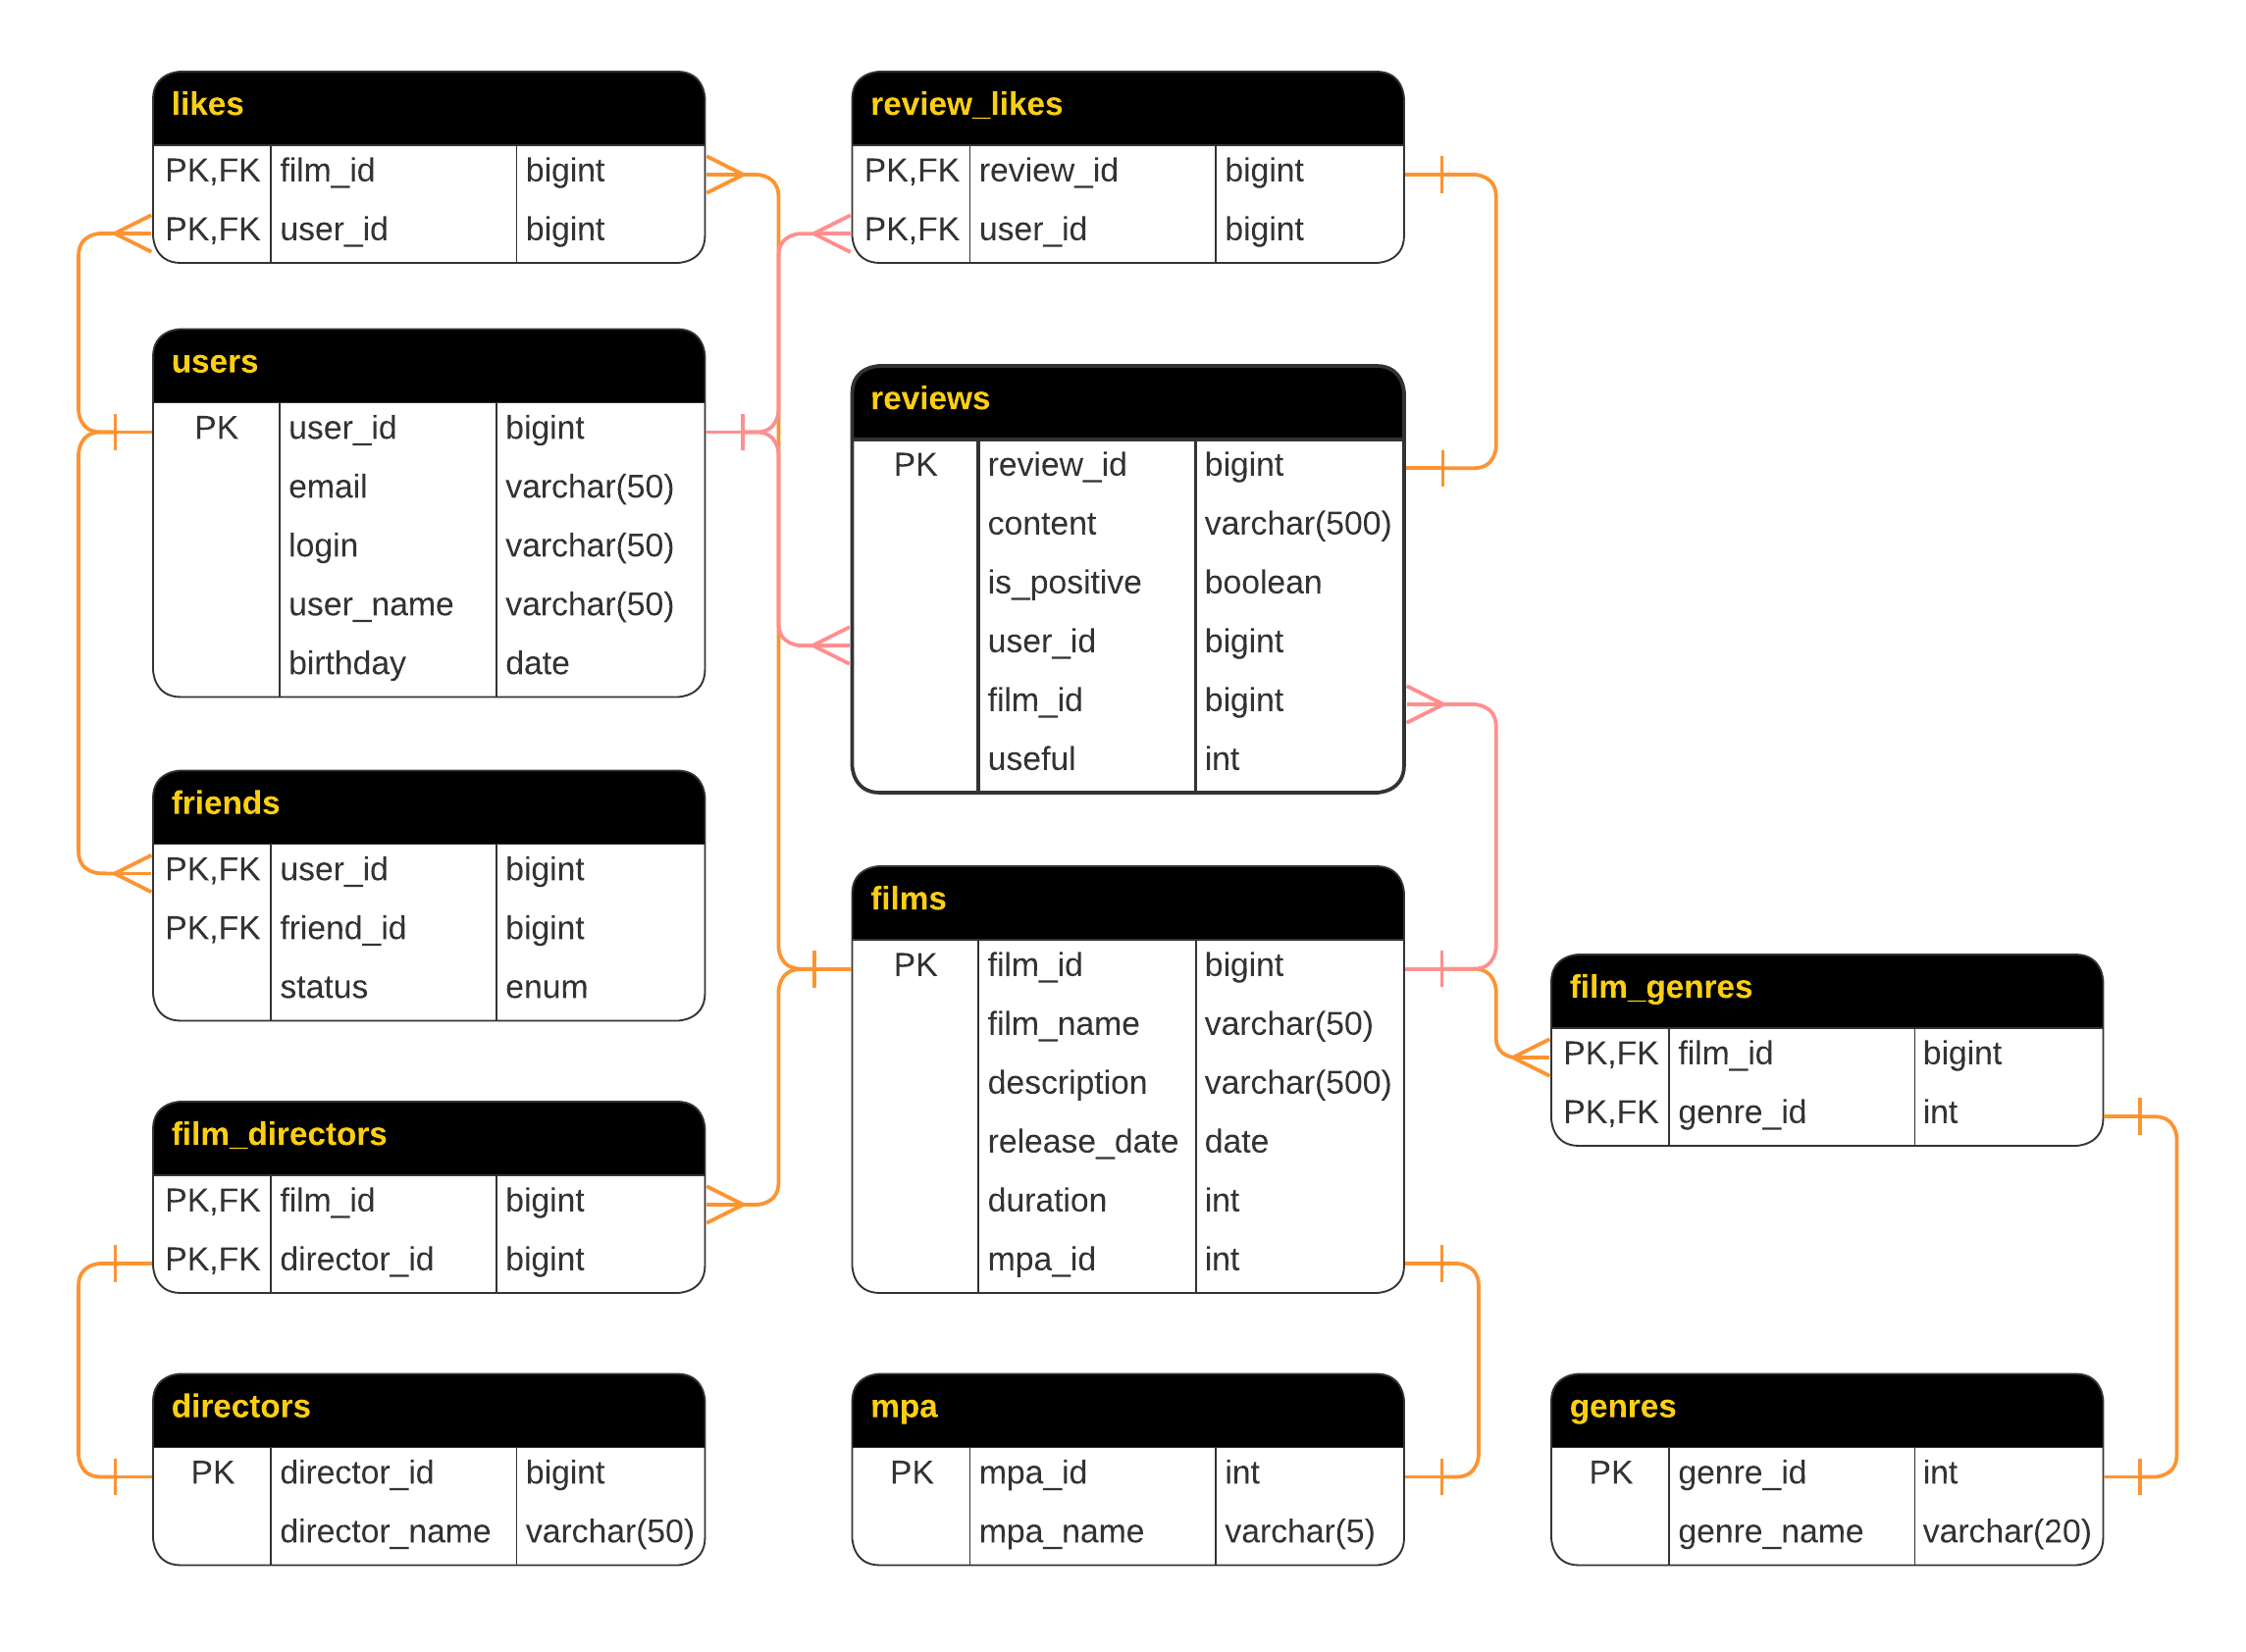 likes
PK,FK film_id bigint
PK,FK user_id bigint
users
PK user_id bigint
email varchar(50)
login varchar(50)
user_name varchar(50)
birthday date
friends
PK,FK user_id bigint
PK,FK friend_id bigint
status enum
film_directors
PK,FK film_id bigint
PK,FK director_id bigint
directors
PK director_id bigint
director_name varchar(50)
review_likes
PK,FK review_id bigint
PK,FK user_id bigint
reviews
PK review_id bigint
content varchar(500)
is_positive boolean
user_id bigint
film_id bigint
useful int
films
PK film_id bigint
film_name varchar(50)
description varchar(500)
release_date date
duration int
mpa_id int
mpa
PK mpa_id int
mpa_name varchar(5)
film_genres
PK,FK film_id bigint
PK,FK genre_id int
genres
PK genre_id int
genre_name varchar(20)